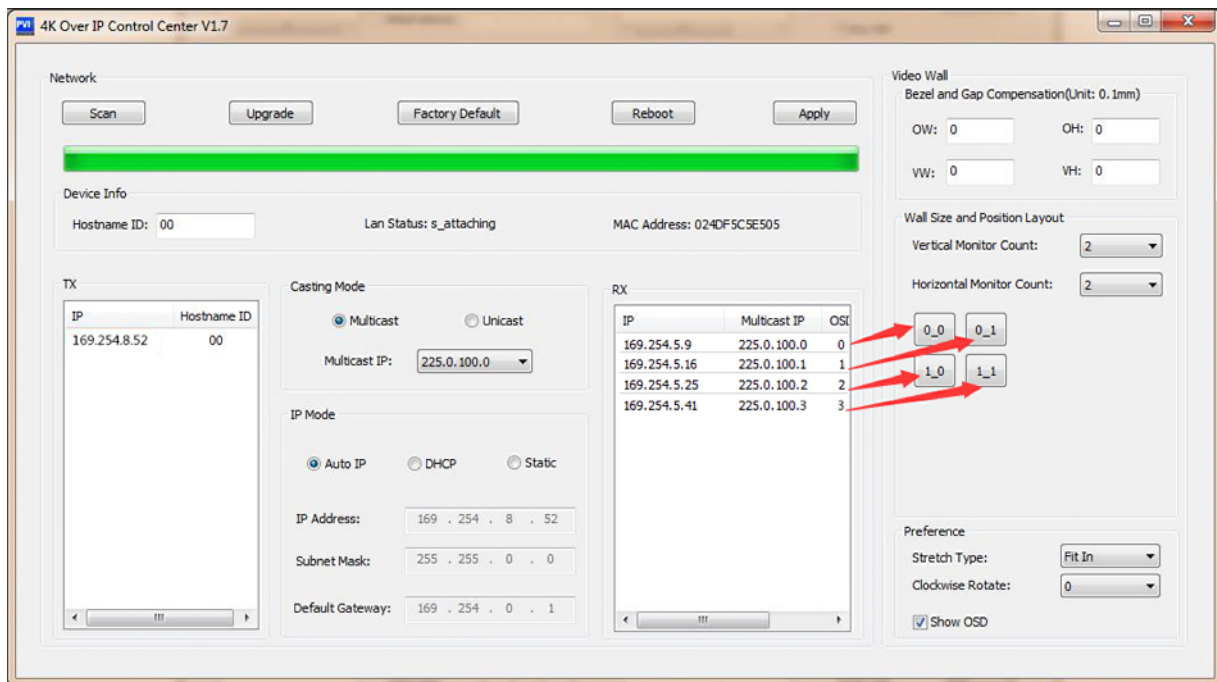 PVI 4K Over IP Control Center V1.7
Network
Scan Upgrade Factory Default Reboot Apply
Device Info
Hostname ID: 00 Lan Status: s_attaching MAC Address: 024DF5C5E505
TX
IP Hostname ID
169.254.8.52 00
Casting Mode
Multicast Unicast
Multicast IP: 225.0.100.0
IP Mode
Auto IP DHCP Static
IP Address: 169 . 254 . 8 . 52
Subnet Mask: 255 . 255 . 0 . 0
Default Gateway: 169 . 254 . 0 . 1
RX
IP Multicast IP OSD
169.254.5.9 225.0.100.0 0
169.254.5.16 225.0.100.1 1
169.254.5.25 225.0.100.2 2
169.254.5.41 225.0.100.3 3
Video Wall
Bezel and Gap Compensation(Unit: 0.1mm)
OW: 0 OH: 0
VW: 0 VH: 0
Wall Size and Position Layout
Vertical Monitor Count: 2
Horizontal Monitor Count: 2
0_0 0_1
1_0 1_1
Preference
Stretch Type: Fit In
Clockwise Rotate: 0
Show OSD